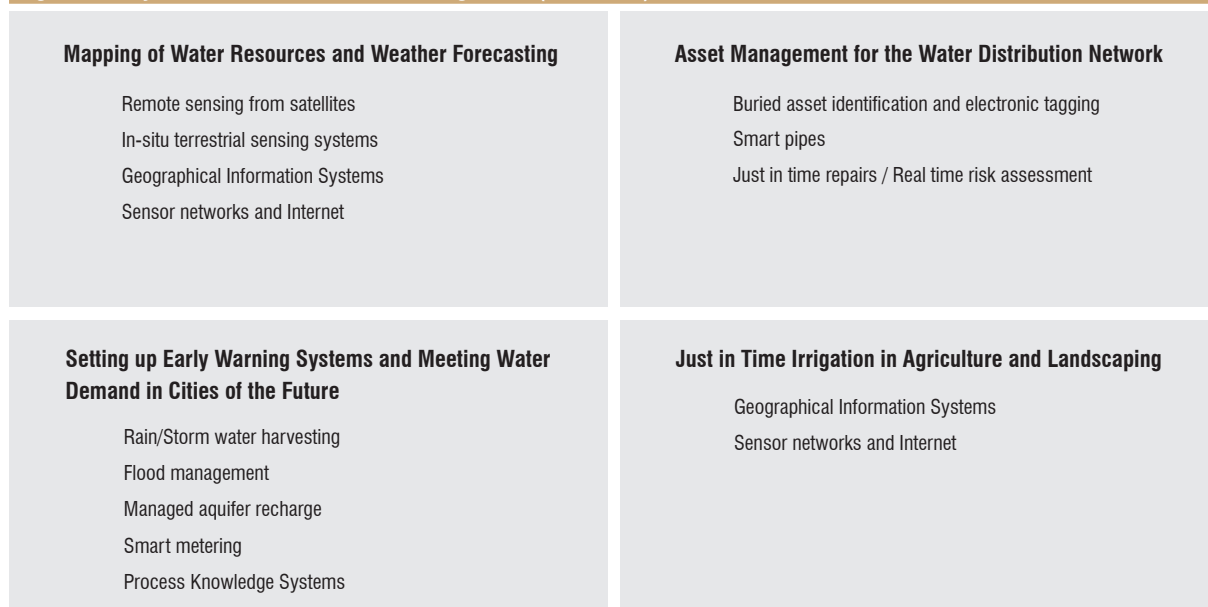 Mapping of Water Resources and Weather Forecasting
Remote sensing from satellites
In-situ terrestrial sensing systems
Geographical Information Systems
Sensor networks and Internet
Asset Management for the Water Distribution Network
Buried asset identification and electronic tagging
Smart pipes
Just in time repairs / Real time risk assessment
Setting up Early Warning Systems and Meeting Water
Demand in Cities of the Future
Rain/Storm water harvesting
Flood management
Managed aquifer recharge
Smart metering
Process Knowledge Systems
Just in Time Irrigation in Agriculture and Landscaping
Geographical Information Systems
Sensor networks and Internet